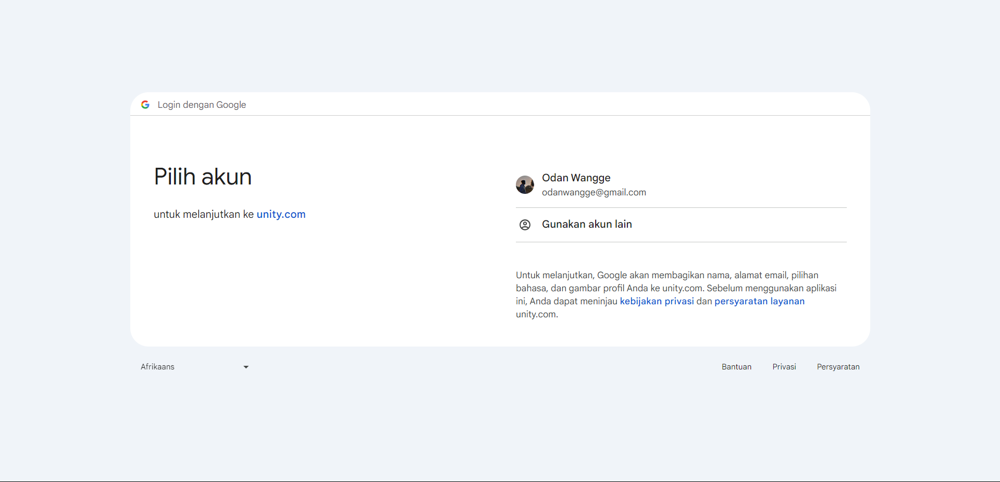 Login dengan Google
Pilih akun
untuk melanjutkan ke unity.com
Odan Wangge
odanwangge@gmail.com
Gunakan akun lain
Untuk melanjutkan, Google akan membagikan nama, alamat email, pilihan
bahasa, dan gambar profil Anda ke unity.com. Sebelum menggunakan aplikasi
ini, Anda dapat meninjau kebijakan privasi dan persyaratan layanan
unity.com.
Afrikaans
Bantuan Privasi Persyaratan